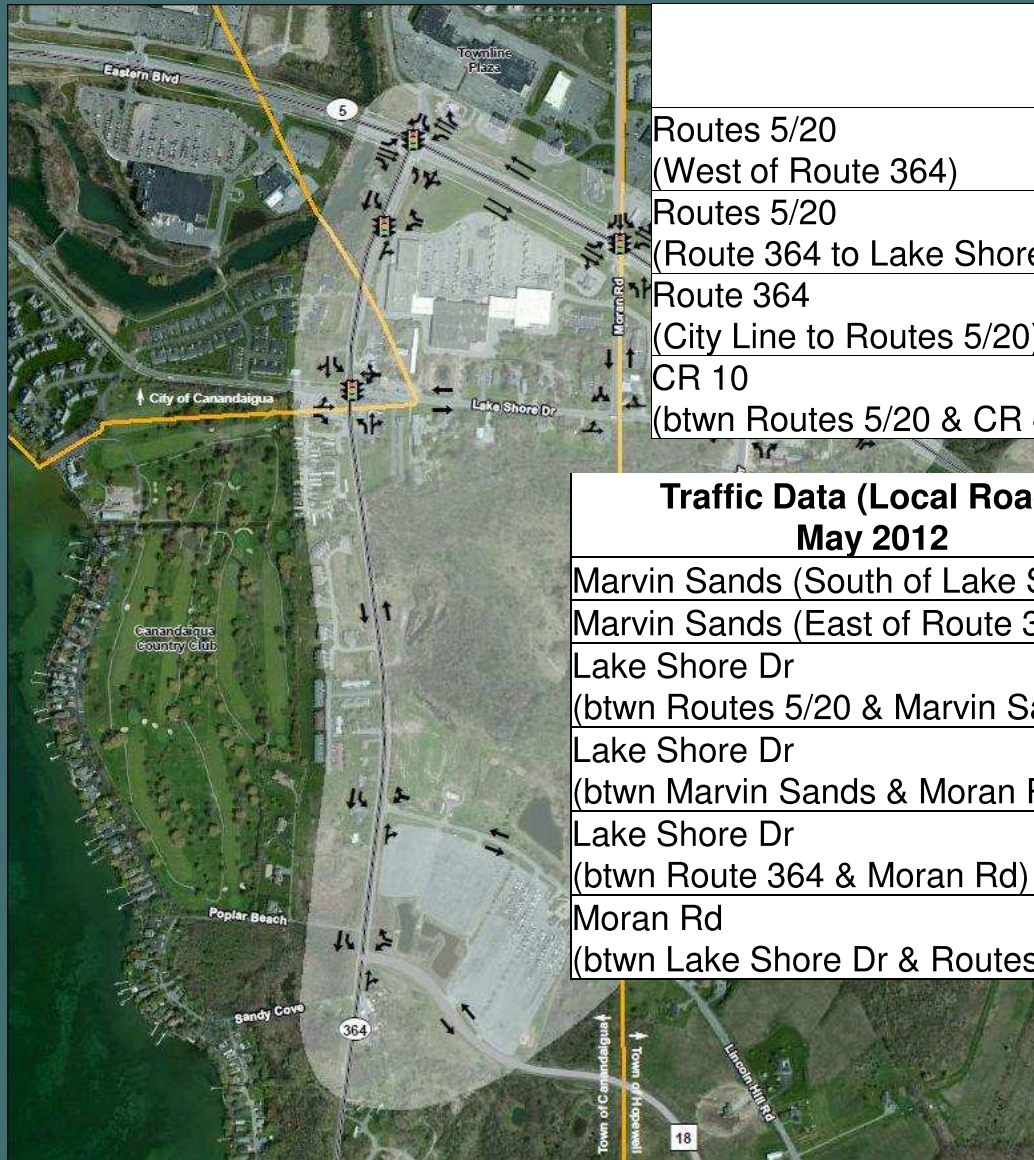 Townline
Plaza
Eastern Blvd
5
Routes 5/20
(West of Route 364)
Routes 5/20
(Route 364 to Lake Shore
Route 364
(City Line to Routes 5/20)
CR 10
(btwn Routes 5/20 & CR
Moran Rd
City of Canandaigua
Lake Shore Dr
Traffic Data (Local Roa
May 2012
Marvin Sands (South of Lake S
Marvin Sands (East of Route 3
Lake Shore Dr
(btwn Routes 5/20 & Marvin Sa
Lake Shore Dr
(btwn Marvin Sands & Moran R
Lake Shore Dr
(btwn Route 364 & Moran Rd)
Moran Rd
(btwn Lake Shore Dr & Routes
Canandaigua
Country Club
Poplar Beach
Sandy Cove
364
Town of Canandaigua
Town of Hopewell
Lincoln Hill Rd
18